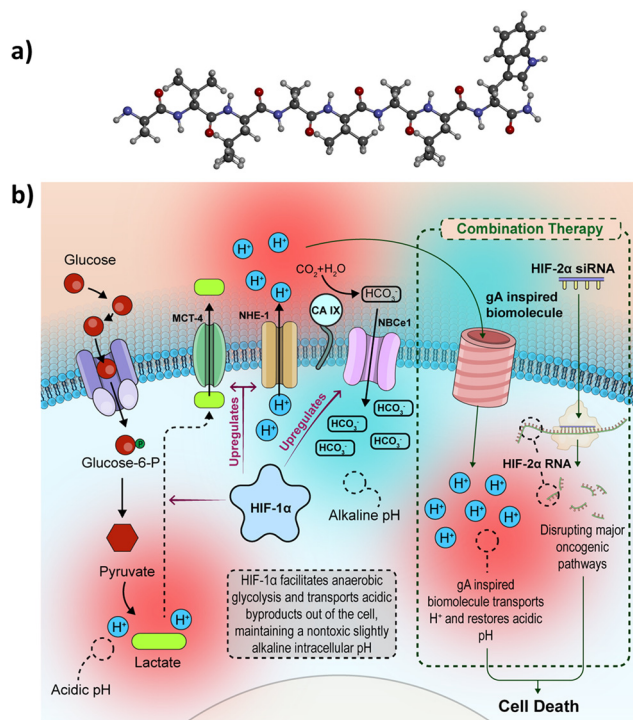 a)
b)
Combination Therapy
Glucose
H⁺
H⁺
H⁺
H⁺
H⁺
CO₂+H₂O
HCO₃⁻
HIF-2α siRNA
gA inspired
biomolecule
MCT-4
NHE-1
CA IX
NBCe1
H⁺
P
Glucose-6-P
Upregulates
Upregulates
H⁺
HCO₃⁻
HCO₃⁻
HCO₃⁻
HCO₃⁻
HIF-2α RNA
HIF-1α
Alkaline pH
H⁺
H⁺
H⁺
H⁺
H⁺
H⁺
H⁺
Disrupting major
oncogenic
pathways
Pyruvate
HIF-1α facilitates anaerobic
glycolysis and transports acidic
byproducts out of the cell,
maintaining a nontoxic slightly
alkaline intracellular pH
gA inspired
biomolecule transports
H⁺ and restores acidic
pH
H⁺
H⁺
Lactate
Acidic pH
Cell Death